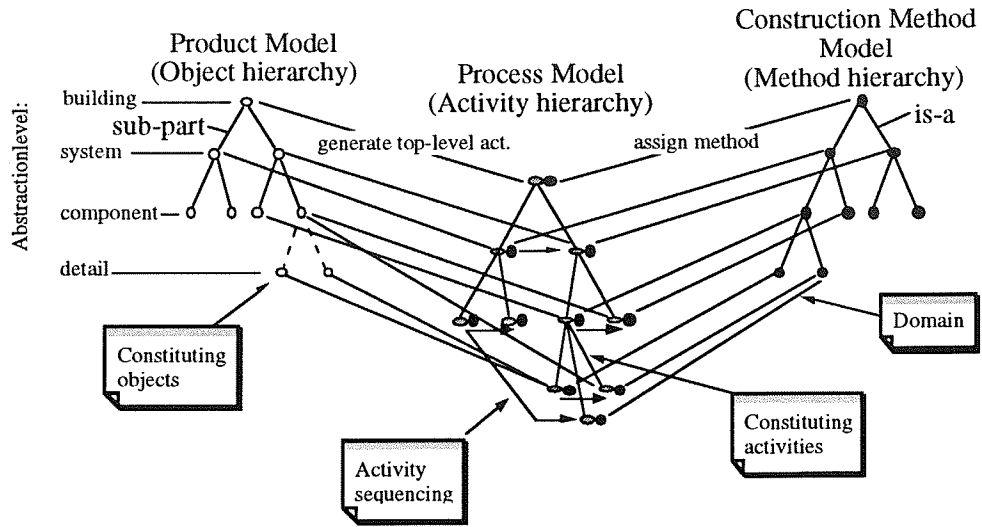 Product Model
(Object hierarchy)
Process Model
(Activity hierarchy)
Construction Method
Model
(Method hierarchy)
Abstractionlevel:
building
sub-part
system
component
detail
generate top-level act.
assign method
is-a
Constituting
objects
Activity
sequencing
Constituting
activities
Domain